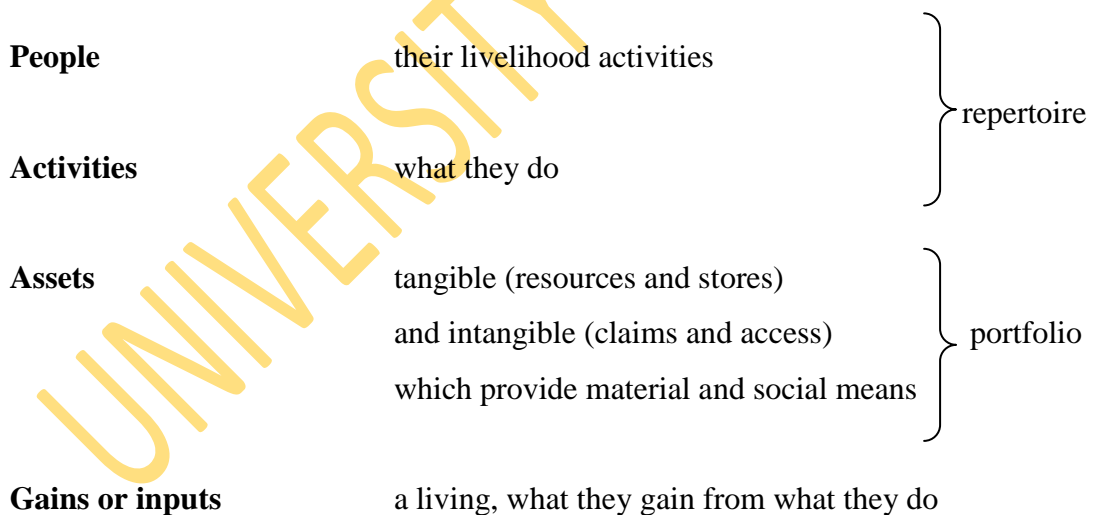 People their livelihood activities
repertoire
Activities what they do
Assets tangible (resources and stores)
and intangible (claims and access) portfolio
which provide material and social means
Gains or inputs a living, what they gain from what they do
UNIVERSITY